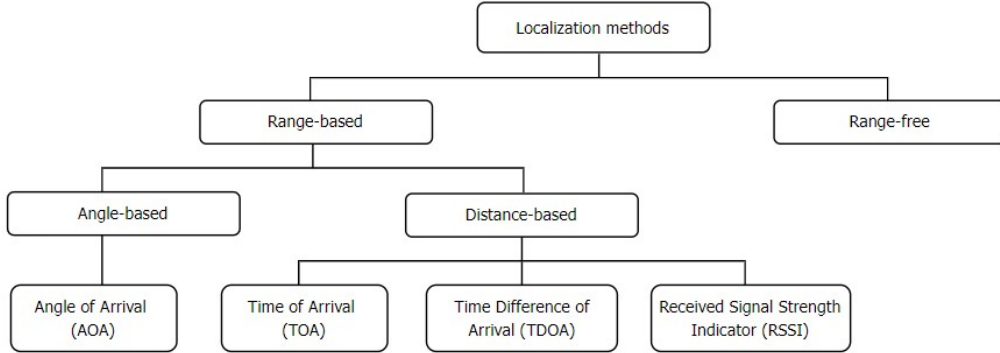 Localization methods
Range-based
Range-free
Angle-based
Distance-based
Angle of Arrival
(AOA)
Time of Arrival
(TOA)
Time Difference of
Arrival (TDOA)
Received Signal Strength
Indicator (RSSI)